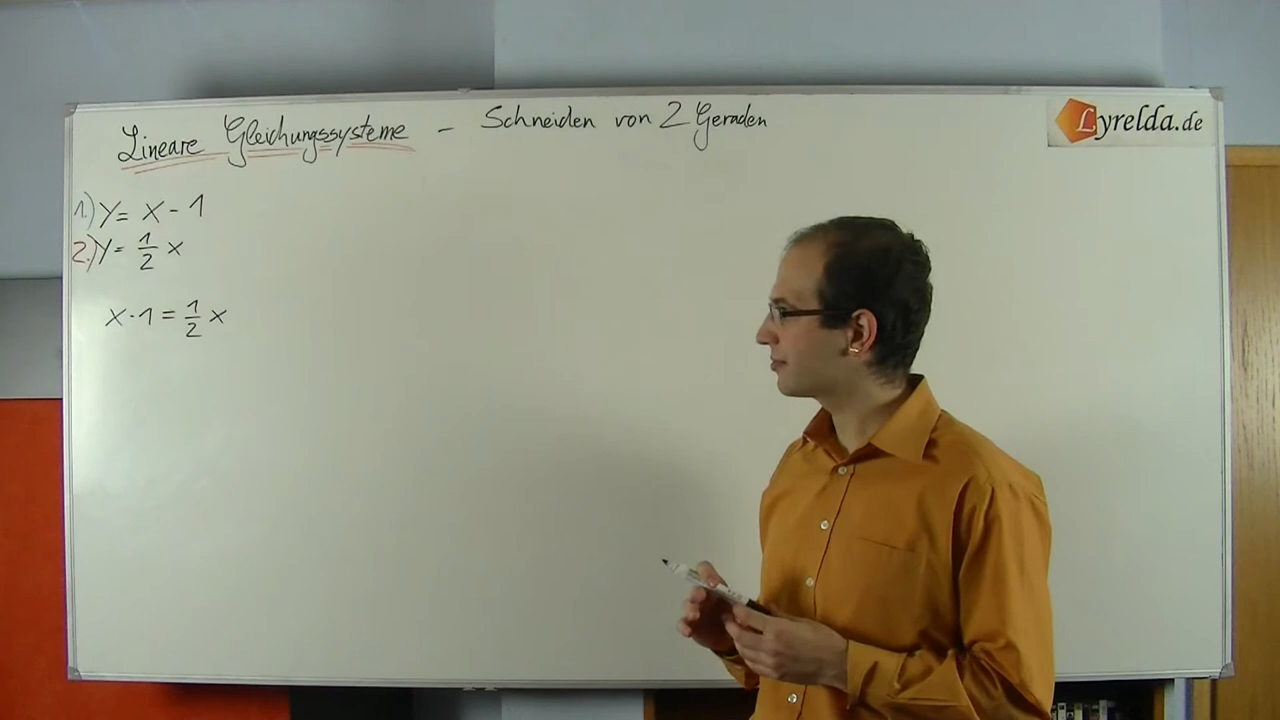 Lineare Gleichungssysteme - Schneiden von 2 Geraden
Lyrelda.de
1.) y = x - 1
2.) y = 1/2 x
x - 1 = 1/2 x